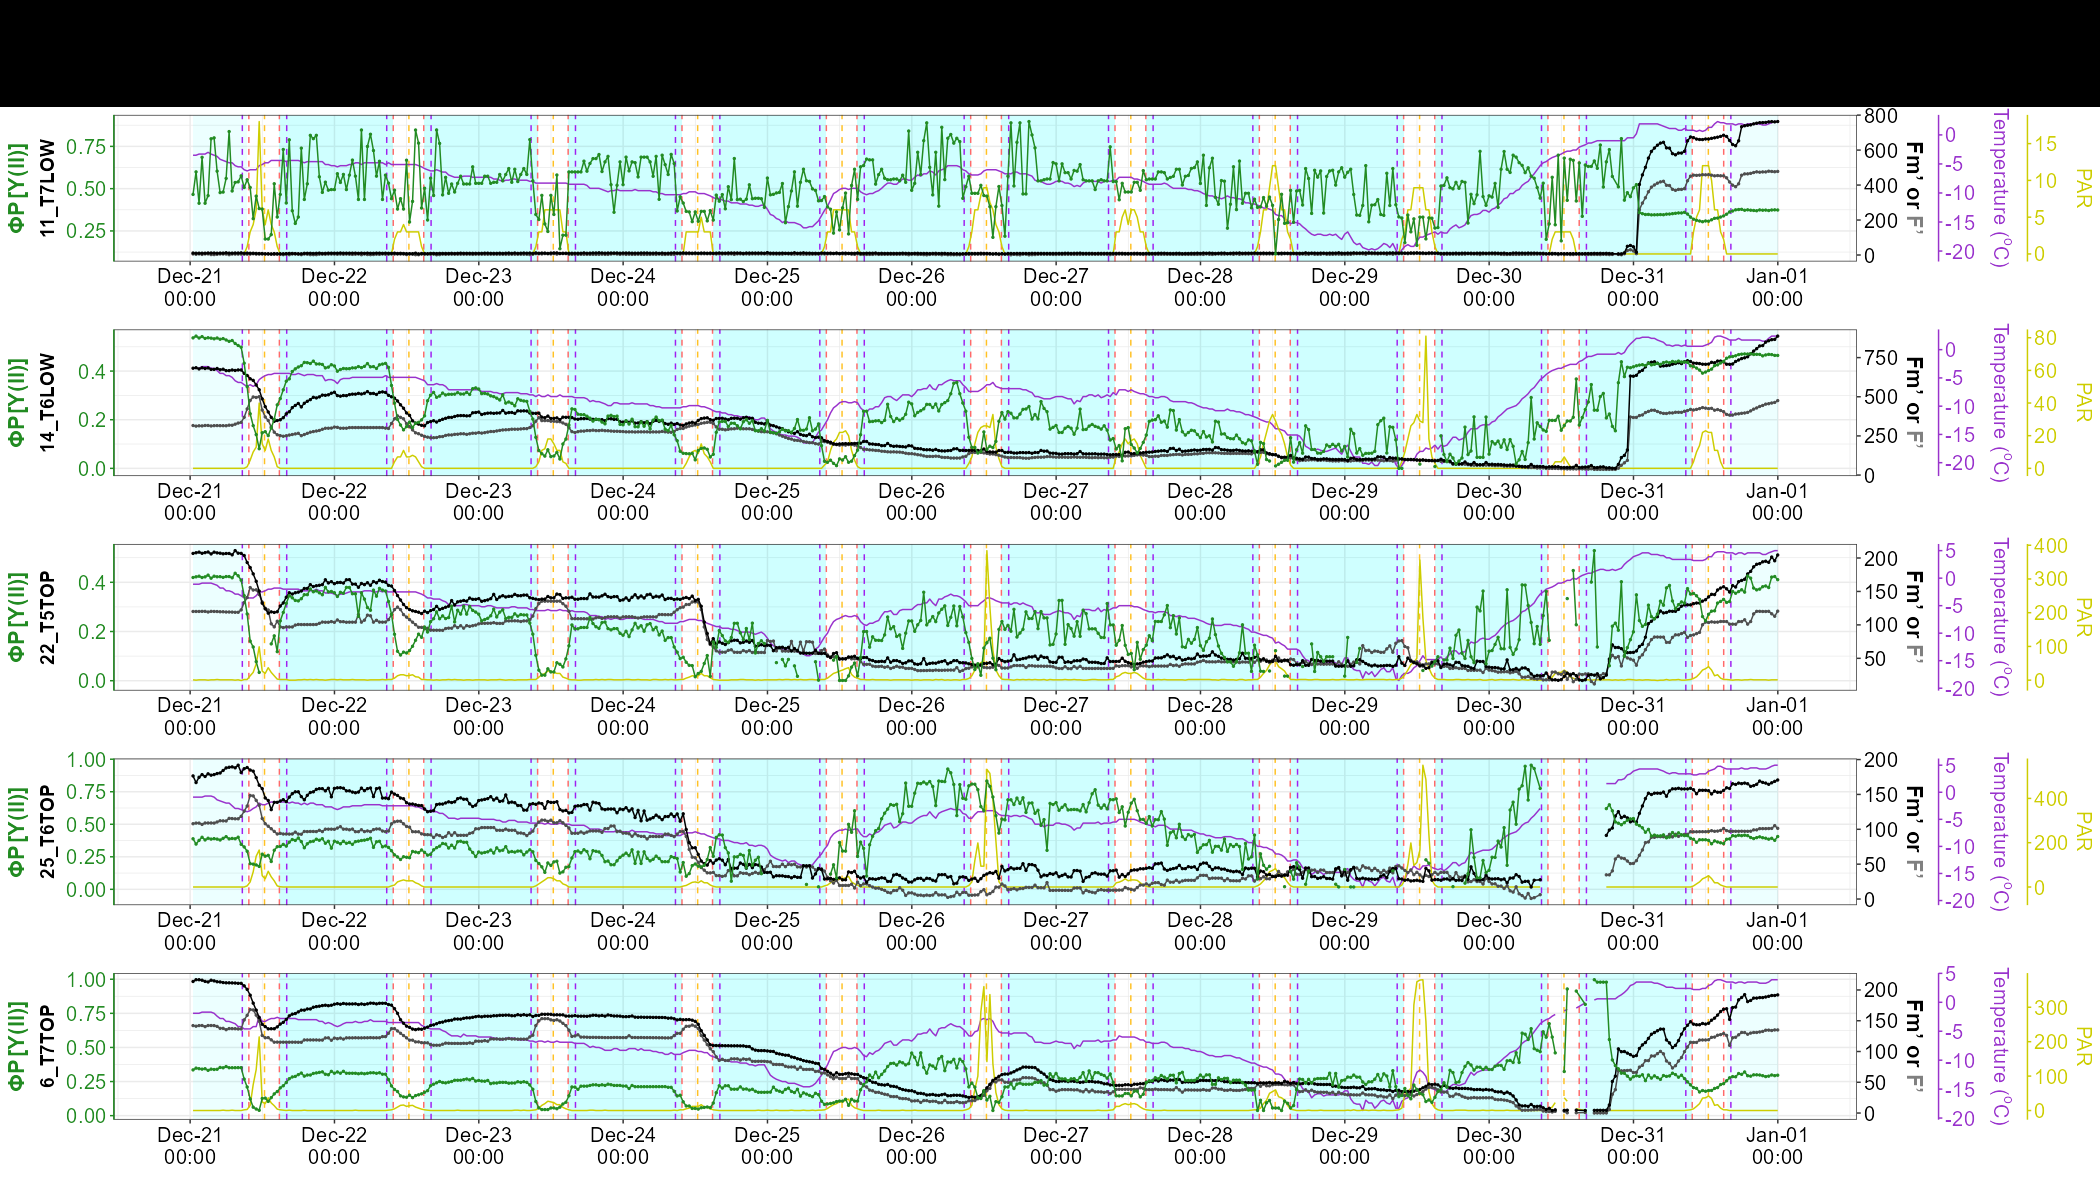 ΦP[Y(II)]
11_T7LOW
0.75
0.50
0.25
800
600
400
200
0
Fm' or F'
0
-5
-10
-15
-20
Temperature (°C)
15
10
5
0
PAR
Dec-21 Dec-22 Dec-23 Dec-24 Dec-25 Dec-26 Dec-27 Dec-28 Dec-29 Dec-30 Dec-31 Jan-01
00:00 00:00 00:00 00:00 00:00 00:00 00:00 00:00 00:00 00:00 00:00 00:00
ΦP[Y(II)]
14_T6LOW
0.4
0.2
0.0
750
500
250
0
Fm' or F'
0
-5
-10
-15
-20
Temperature (°C)
80
60
40
20
0
PAR
Dec-21 Dec-22 Dec-23 Dec-24 Dec-25 Dec-26 Dec-27 Dec-28 Dec-29 Dec-30 Dec-31 Jan-01
00:00 00:00 00:00 00:00 00:00 00:00 00:00 00:00 00:00 00:00 00:00 00:00
ΦP[Y(II)]
22_T5TOP
0.4
0.2
0.0
200
150
100
50
Fm' or F'
5
0
-5
-10
-15
-20
Temperature (°C)
400
300
200
100
0
PAR
Dec-21 Dec-22 Dec-23 Dec-24 Dec-25 Dec-26 Dec-27 Dec-28 Dec-29 Dec-30 Dec-31 Jan-01
00:00 00:00 00:00 00:00 00:00 00:00 00:00 00:00 00:00 00:00 00:00 00:00
ΦP[Y(II)]
25_T6TOP
1.00
0.75
0.50
0.25
0.00
200
150
100
50
0
Fm' or F'
5
0
-5
-10
-15
-20
Temperature (°C)
400
200
0
PAR
Dec-21 Dec-22 Dec-23 Dec-24 Dec-25 Dec-26 Dec-27 Dec-28 Dec-29 Dec-30 Dec-31 Jan-01
00:00 00:00 00:00 00:00 00:00 00:00 00:00 00:00 00:00 00:00 00:00 00:00
ΦP[Y(II)]
6_T7TOP
1.00
0.75
0.50
0.25
0.00
200
150
100
50
0
Fm' or F'
5
0
-5
-10
-15
-20
Temperature (°C)
300
200
100
0
PAR
Dec-21 Dec-22 Dec-23 Dec-24 Dec-25 Dec-26 Dec-27 Dec-28 Dec-29 Dec-30 Dec-31 Jan-01
00:00 00:00 00:00 00:00 00:00 00:00 00:00 00:00 00:00 00:00 00:00 00:00